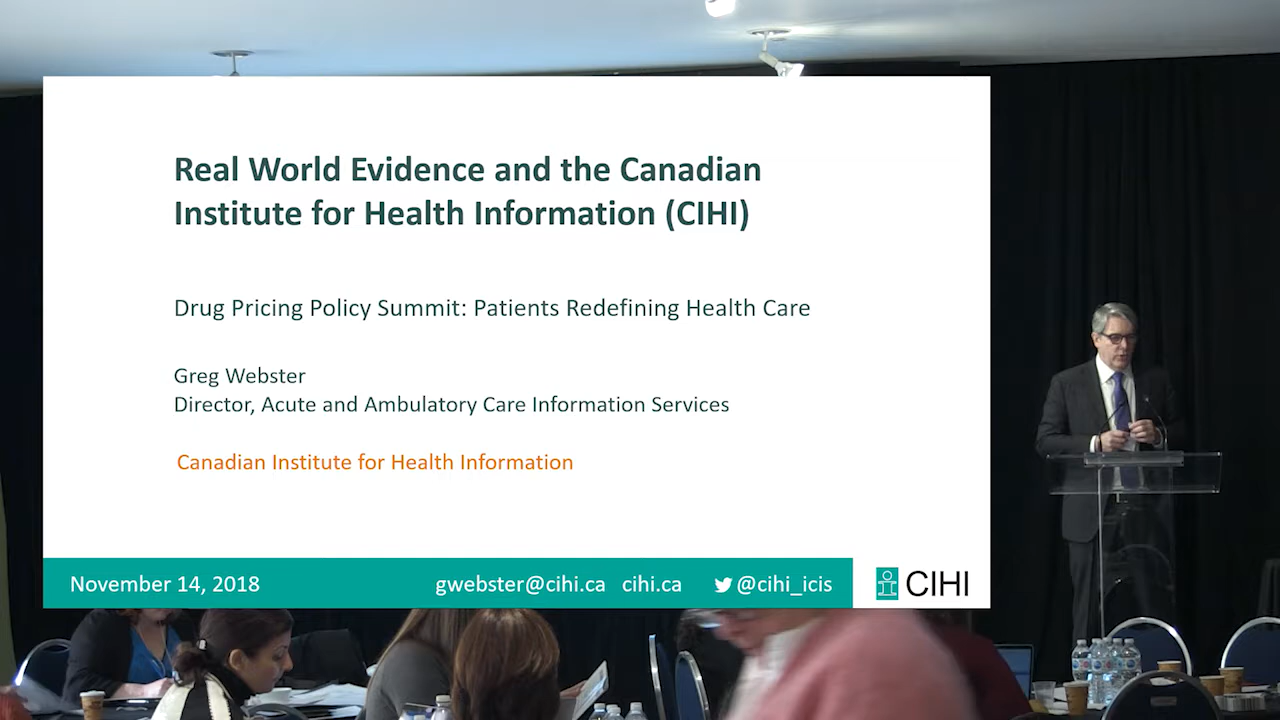 Real World Evidence and the Canadian
Institute for Health Information (CIHI)
Drug Pricing Policy Summit: Patients Redefining Health Care
Greg Webster
Director, Acute and Ambulatory Care Information Services
Canadian Institute for Health Information
November 14, 2018 gwebster@cihi.ca cihi.ca @cihi_icis CIHI